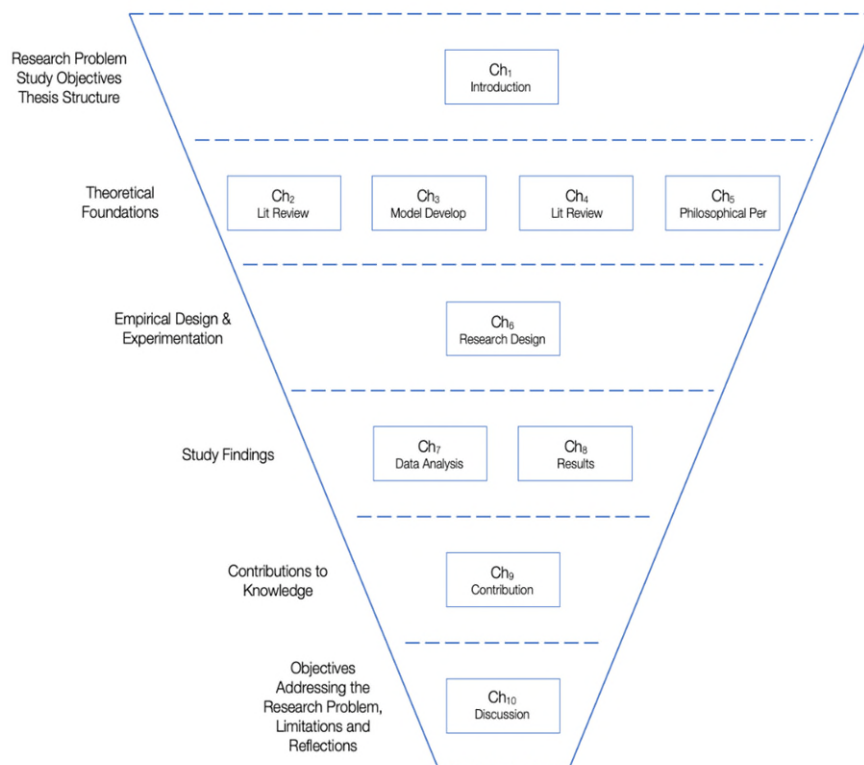 Research Problem
Study Objectives
Thesis Structure
Ch₁
Introduction
Theoretical
Foundations
Ch₂
Lit Review
Ch₃
Model Develop
Ch₄
Lit Review
Ch₅
Philosophical Per
Empirical Design &
Experimentation
Ch₆
Research Design
Study Findings
Ch₇
Data Analysis
Ch₈
Results
Contributions to
Knowledge
Ch₉
Contribution
Objectives
Addressing the
Research Problem,
Limitations and
Reflections
Ch₁₀
Discussion